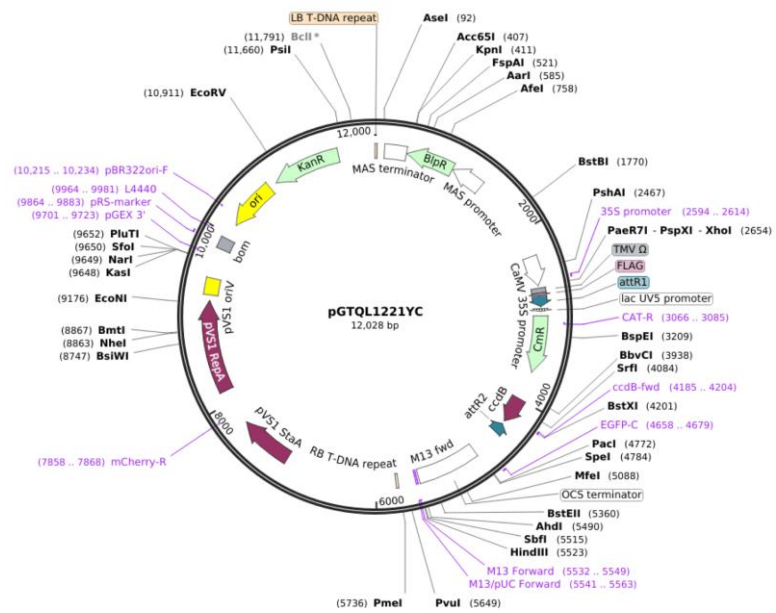 LB T-DNA repeat
AseI (92)
(11,791) BclI *
(11,660) PsiI
Acc65I (407)
KpnI (411)
FspAI (521)
AarI (585)
AfeI (758)
(10,911) EcoRV
12,000
KanR
MAS terminator
BlpR
MAS promoter
BstBI (1770)
(10,215 .. 10,234) pBR322ori-F
(9964 .. 9981) L4440
(9864 .. 9883) pRS-marker
(9701 .. 9723) pGEX 3'
ori
2000
PshAI (2467)
35S promoter (2594 .. 2614)
PaeR7I - PspXI - XhoI (2654)
(9652) PluTI
(9650) SfoI
(9649) NarI
(9648) KasI
10,000
bom
TMV Ω
FLAG
attR1
lac UV5 promoter
CaMV 35S promoter
(9176) EcoNI
pVS1 oriV
pGTQL1221YC
12,028 bp
CAT-R (3066 .. 3085)
CmR
BspEI (3209)
(8867) BmtI
(8863) NheI
(8747) BsiWI
pVS1 RepA
BbvCI (3938)
SrfI (4084)
ccdB-fwd (4185 .. 4204)
BstXI (4201)
4000
ccdB
attR2
8000
EGFP-C (4658 .. 4679)
(7858 .. 7868) mCherry-R
pVS1 StaA
RB T-DNA repeat
M13 fwd
PacI (4772)
SpeI (4784)
MfeI (5088)
6000
OCS terminator
BstEII (5360)
AhdI (5490)
SbfI (5515)
HindIII (5523)
M13 Forward (5532 .. 5549)
M13/pUC Forward (5541 .. 5563)
(5736) PmeI
PvuI (5649)